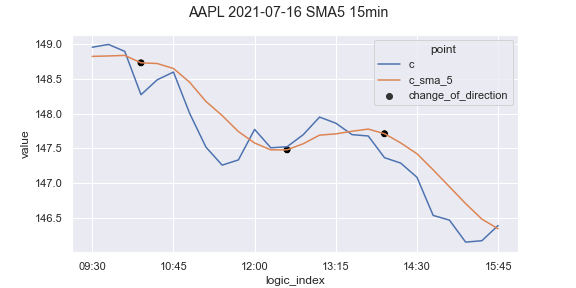 AAPL 2021-07-16 SMA5 15min
point
c
c_sma_5
change_of_direction
149.0
148.5
148.0
147.5
147.0
146.5
value
09:30
10:45
12:00
13:15
14:30
15:45
logic_index